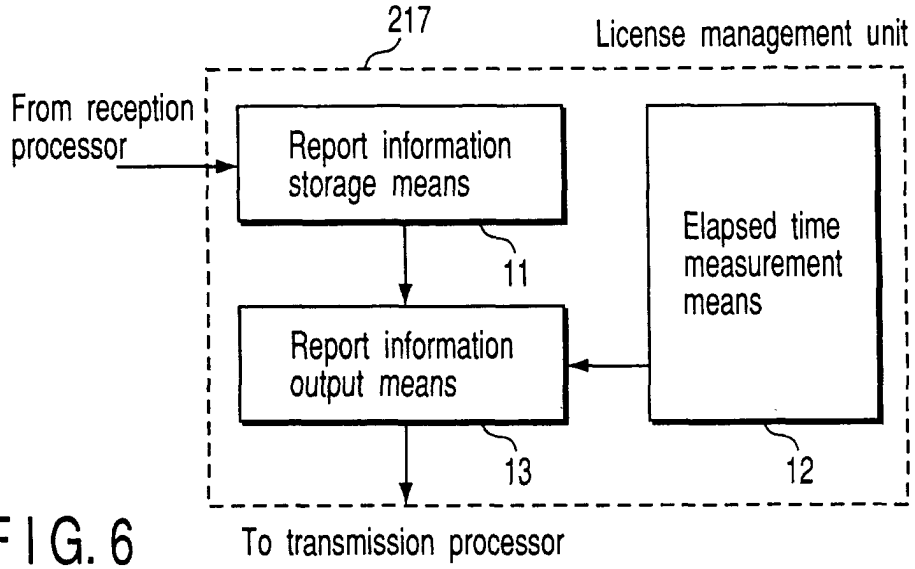 217
License management unit
From reception
processor
Report information
storage means
11
Elapsed time
measurement
means
12
Report information
output means
13
To transmission processor
FIG. 6